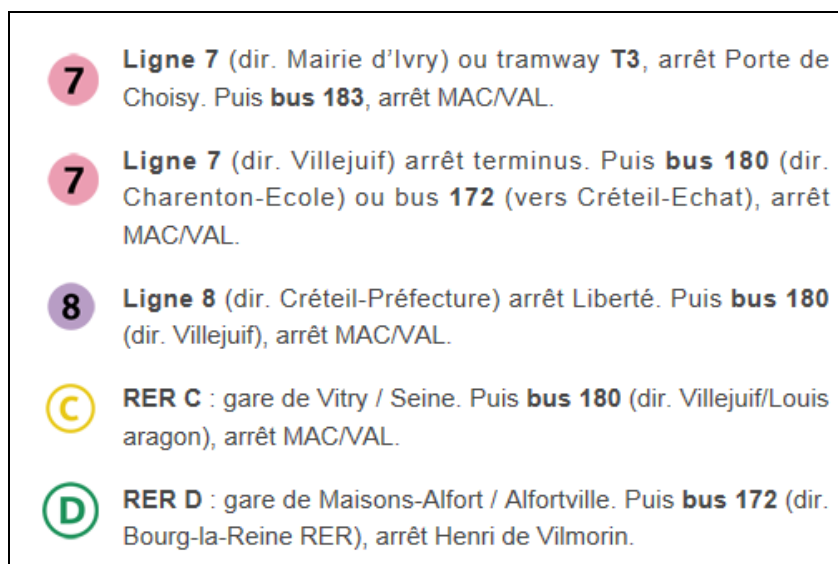 7 Ligne 7 (dir. Mairie d'Ivry) ou tramway T3, arrêt Porte de
Choisy. Puis bus 183, arrêt MAC/VAL.
7 Ligne 7 (dir. Villejuif) arrêt terminus. Puis bus 180 (dir.
Charenton-Ecole) ou bus 172 (vers Créteil-Echat), arrêt
MAC/VAL.
8 Ligne 8 (dir. Créteil-Préfecture) arrêt Liberté. Puis bus 180
(dir. Villejuif), arrêt MAC/VAL.
C RER C : gare de Vitry / Seine. Puis bus 180 (dir. Villejuif/Louis
aragon), arrêt MAC/VAL.
D RER D : gare de Maisons-Alfort / Alfortville. Puis bus 172 (dir.
Bourg-la-Reine RER), arrêt Henri de Vilmorin.